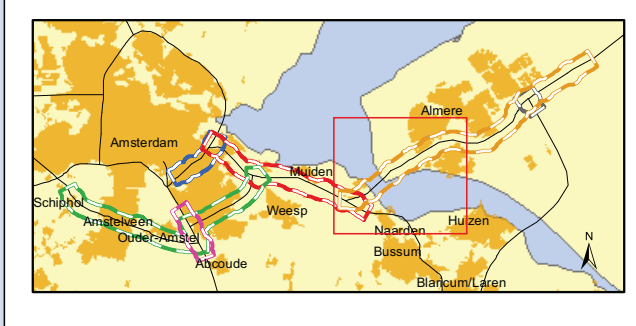 Almere
Amsterdam
Muiden
Schiphol
Amstelveen
Weesp
Huizen
Naarden
Ouder-Amstel
N
Bussum
Abcoude
Blaricum/Laren